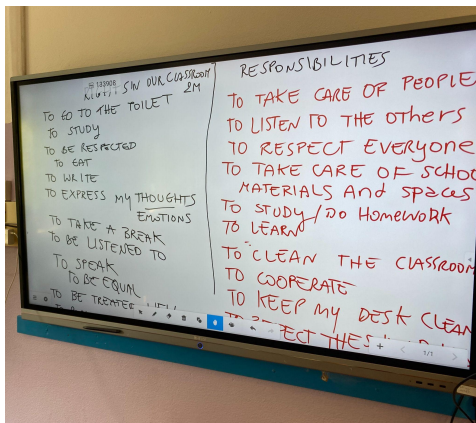 183908
RIGHTS IN OUR CLASSROOM
2M
TO GO TO THE TOILET
TO STUDY
TO BE RESPECTED
TO EAT
TO WRITE
TO EXPRESS MY THOUGHTS
EMOTIONS
TO TAKE A BREAK
TO BE LISTENED TO
TO SPEAK
TO BE EQUAL
TO BE TREATED
RESPONSIBILITIES
TO TAKE CARE OF PEOPLE
TO LISTEN TO THE OTHERS
TO RESPECT EVERYONE
TO TAKE CARE OF SCHOO
MATERIALS And spaces
TO STUDY/DO HOMEWORK
TO LEARN
TO CLEAN THE CLASSROOM
TO COOPERATE
TO KEEP MY DESK CLEAN
1/1